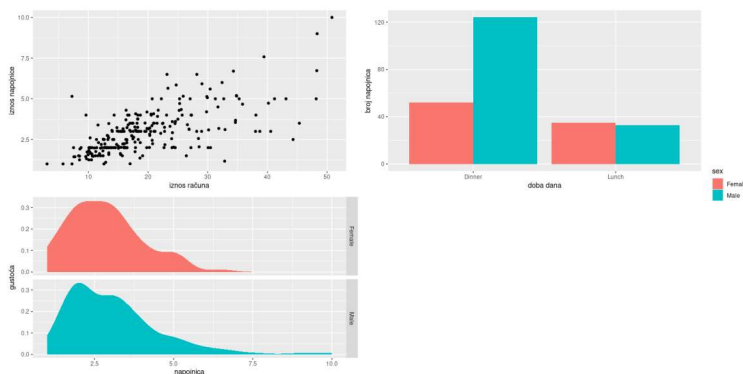 10.0
7.5
5.0
2.5
iznos napojnice
10
20
30
40
50
iznos računa
120
80
40
0
broj napojnica
Dinner
Lunch
doba dana
sex
Femal
Male
0.3
0.2
0.1
0.0
Female
0.3
0.2
0.1
0.0
Male
gustoća
2.5
5.0
7.5
10.0
napojnica